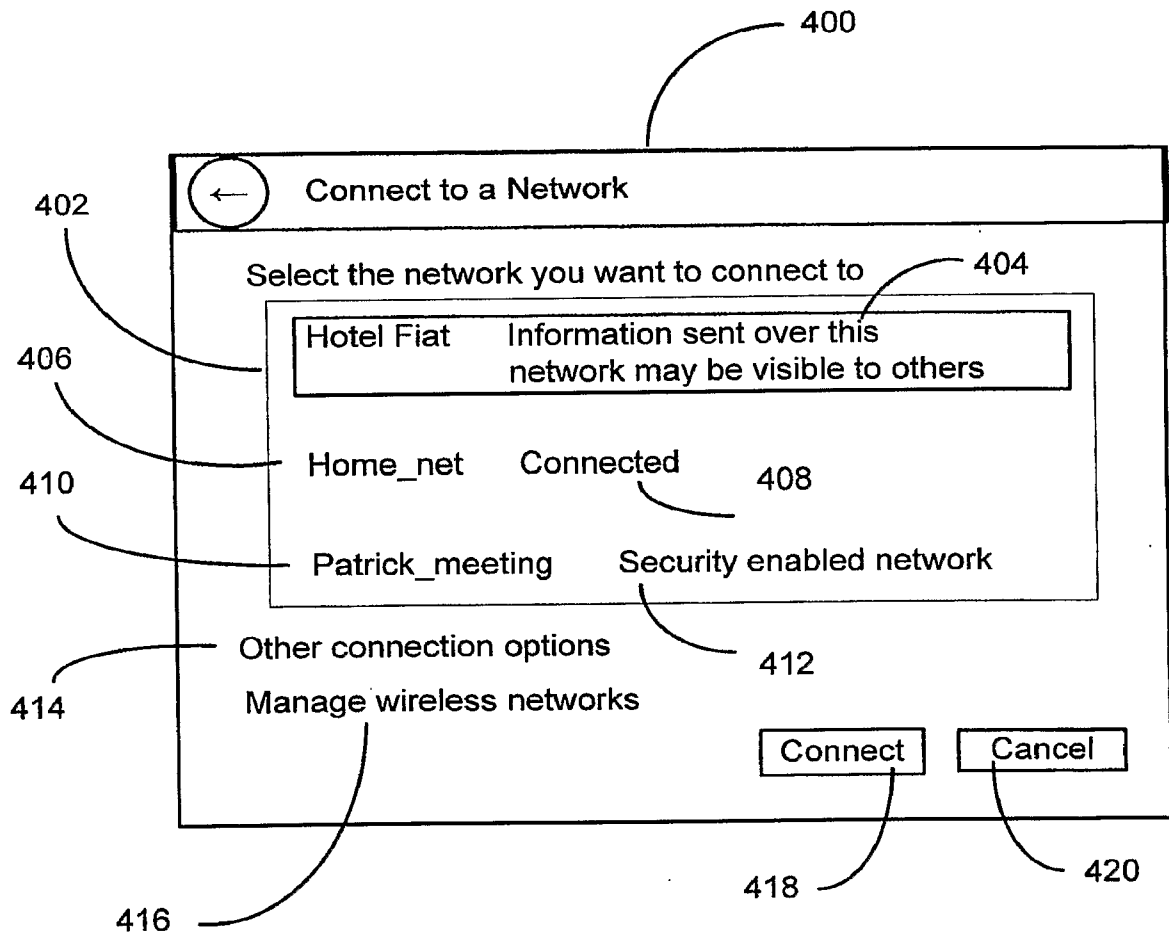 400
← Connect to a Network
402
Select the network you want to connect to
404
Hotel Fiat Information sent over this
network may be visible to others
406
Home_net Connected
408
410
Patrick_meeting Security enabled network
412
Other connection options
414
Manage wireless networks
Connect Cancel
418
420
416